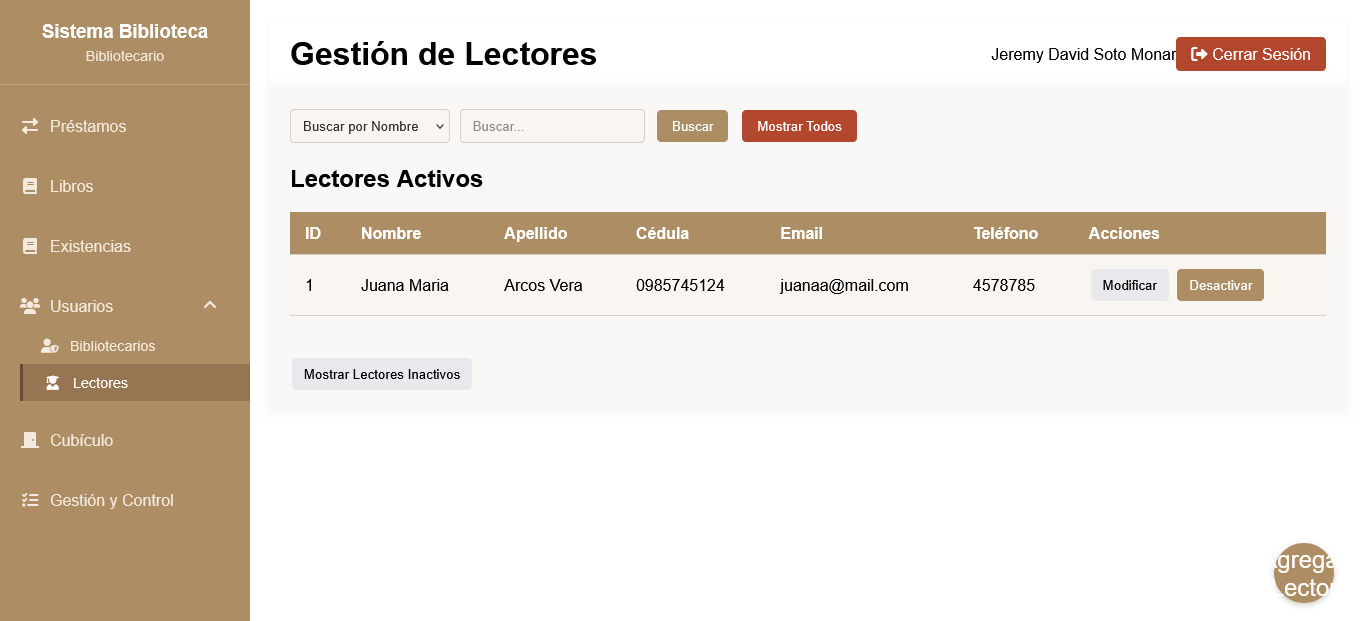 Sistema Biblioteca
Bibliotecario
Préstamos
Libros
Existencias
Usuarios
Bibliotecarios
Lectores
Cubículo
Gestión y Control
Gestión de Lectores
Jeremy David Soto Monar
Cerrar Sesión
Buscar por Nombre
Buscar...
Buscar
Mostrar Todos
Lectores Activos
ID Nombre Apellido Cédula Email Teléfono Acciones
1 Juana Maria Arcos Vera 0985745124 juanaa@mail.com 4578785 Modificar Desactivar
Mostrar Lectores Inactivos